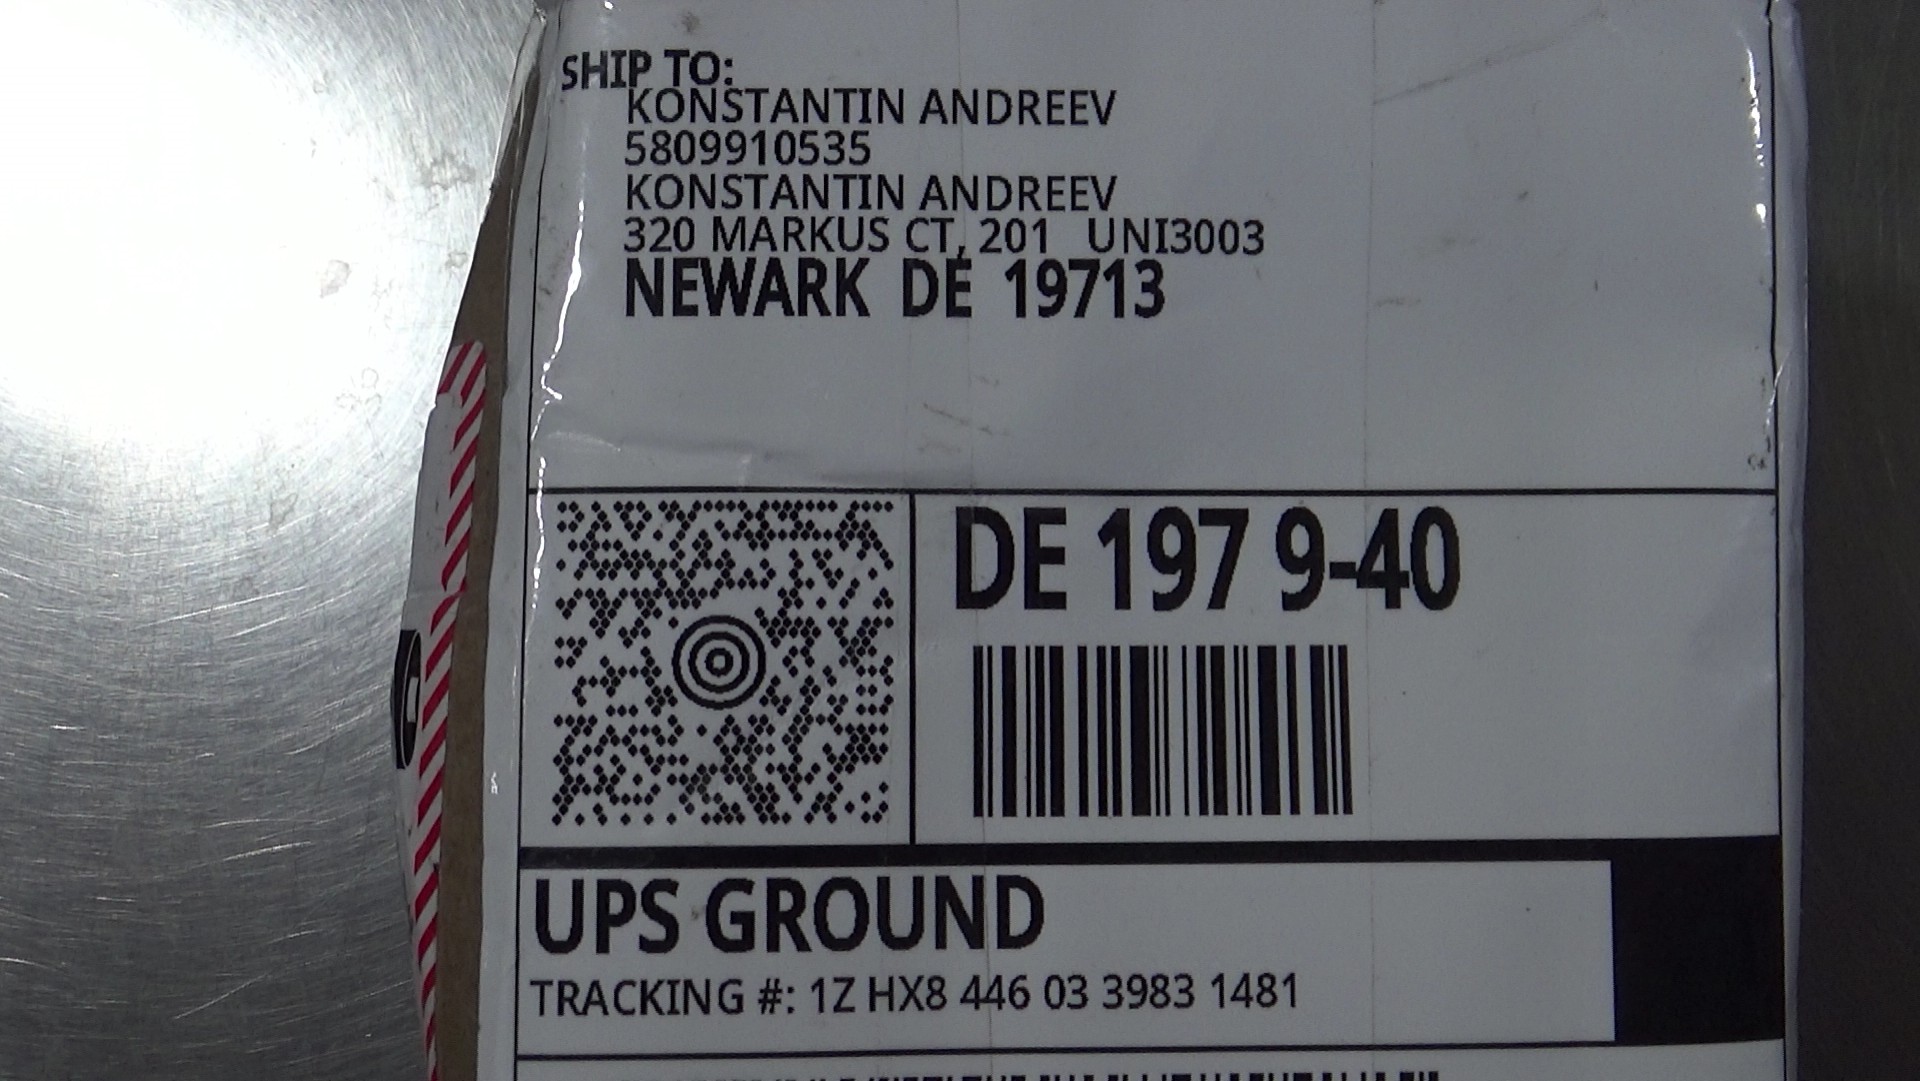 SHIP TO:
KONSTANTIN ANDREEV
5809910535
KONSTANTIN ANDREEV
320 MARKUS CT, 201 UNI3003
NEWARK DE 19713
DE 197 9-40
UPS GROUND
TRACKING #: 1Z HX8 446 03 3983 1481